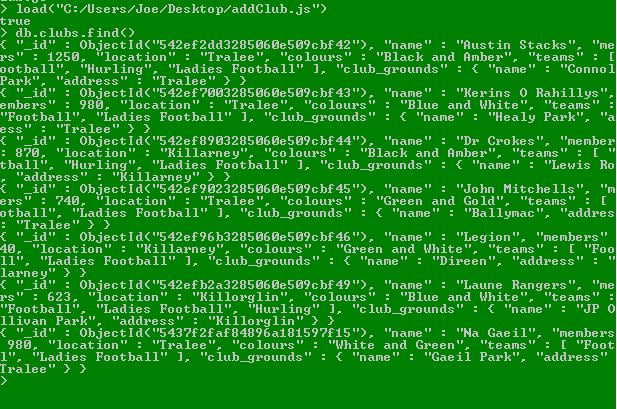 > load("C:/Users/Joe/Desktop/addClub.js")
true
> db.clubs.find()
{ "_id" : ObjectId("542ef2dd3285060e509cbf42"), "name" : "Austin Stacks", "me
rs" : 1250, "location" : "Tralee", "colours" : "Black and Amber", "teams" : [
ootball", "Hurling", "Ladies Football" ], "club_grounds" : { "name" : "Connol
Park", "address" : "Tralee" } }
{ "_id" : ObjectId("542ef7003285060e509cbf43"), "name" : "Kerins O Rahillys",
embers" : 980, "location" : "Tralee", "colours" : "Blue and White", "teams" :
"Football", "Ladies Football" ], "club_grounds" : { "name" : "Healy Park", "a
ess" : "Tralee" } }
{ "_id" : ObjectId("542ef8903285060e509cbf44"), "name" : "Dr Crokes", "member
: 870, "location" : "Killarney", "colours" : "Black and Amber", "teams" : [ "
tball", "Hurling", "Ladies Football" ], "club_grounds" : { "name" : "Lewis Ro
, "address" : "Killarney" } }
{ "_id" : ObjectId("542ef9023285060e509cbf45"), "name" : "John Mitchells", "m
ers" : 740, "location" : "Tralee", "colours" : "Green and Gold", "teams" : [
otball", "Ladies Football" ], "club_grounds" : { "name" : "Ballymac", "addres
: "Tralee" } }
{ "_id" : ObjectId("542ef96b3285060e509cbf46"), "name" : "Legion", "members"
40, "location" : "Killarney", "colours" : "Green and White", "teams" : [ "Foo
ll", "Ladies Football" ], "club_grounds" : { "name" : "Direen", "address" : "
larney" } }
{ "_id" : ObjectId("542efb2a3285060e509cbf49"), "name" : "Laune Rangers", "me
rs" : 623, "location" : "Killorglin", "colours" : "Blue and White", "teams" :
"Football", "Ladies Football", "Hurling" ], "club_grounds" : { "name" : "JP O
llivan Park", "address" : "Killorglin" } }
{ "_id" : ObjectId("5437f2faf84896a181597f15"), "name" : "Na Gaeil", "members
 980, "location" : "Tralee", "colours" : "White and Green", "teams" : [ "Foot
l", "Ladies Football" ], "club_grounds" : { "name" : "Gaeil Park", "address"
Tralee" } }
>